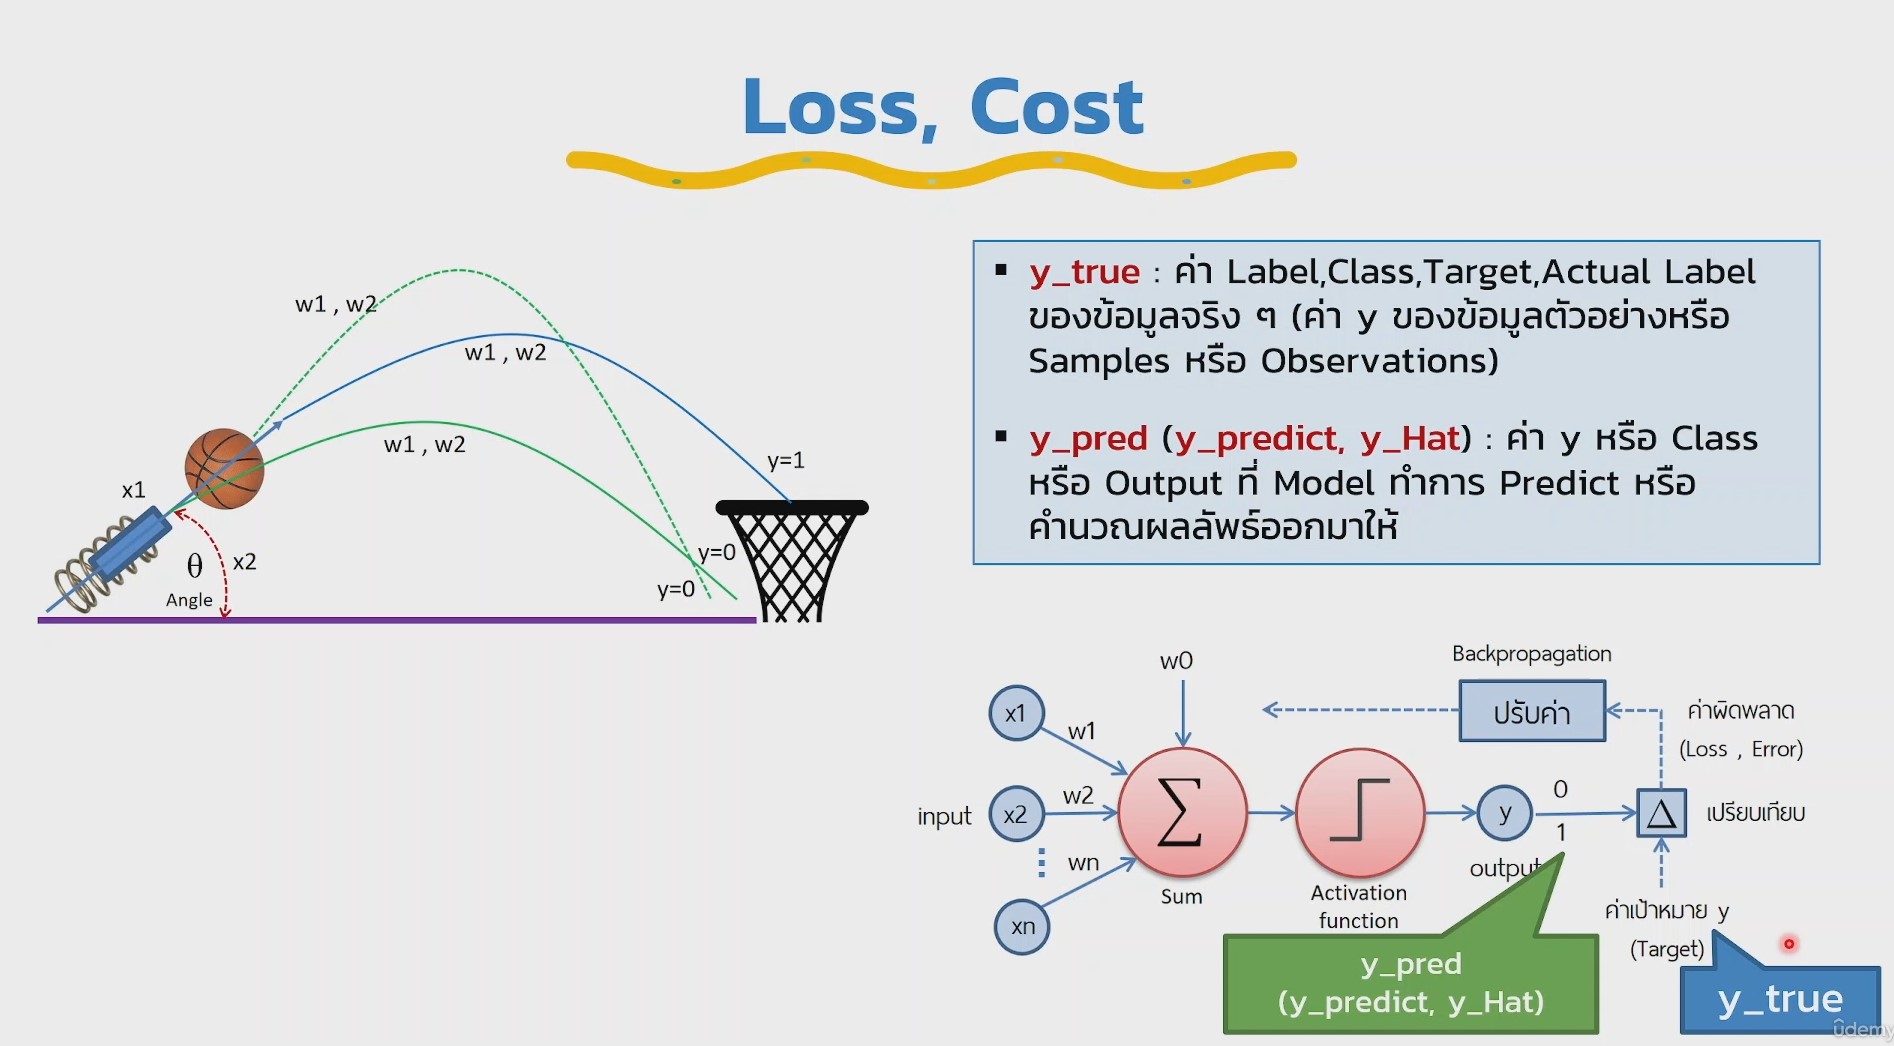 Loss, Cost
w1 , w2
w1 , w2
w1 , w2
y=1
x1
θ
x2
Angle
y=0
y=0
▪ y_true : ค่า Label,Class,Target,Actual Label
ของข้อมูลจริง ๆ (ค่า y ของข้อมูลตัวอย่างหรือ
Samples หรือ Observations)
▪ y_pred (y_predict, y_Hat) : ค่า y หรือ Class
หรือ Output ที่ Model ทำการ Predict หรือ
คำนวณผลลัพธ์ออกมาให้
Backpropagation
w0
x1
w1
ปรับค่า
ค่าผิดพลาด
(Loss , Error)
input
x2
w2
∑
y
0
1
Δ
เปรียบเทียบ
wn
xn
Sum
Activation
function
output
ค่าเป้าหมาย y
(Target)
y_pred
(y_predict, y_Hat)
y_true
ûdemy